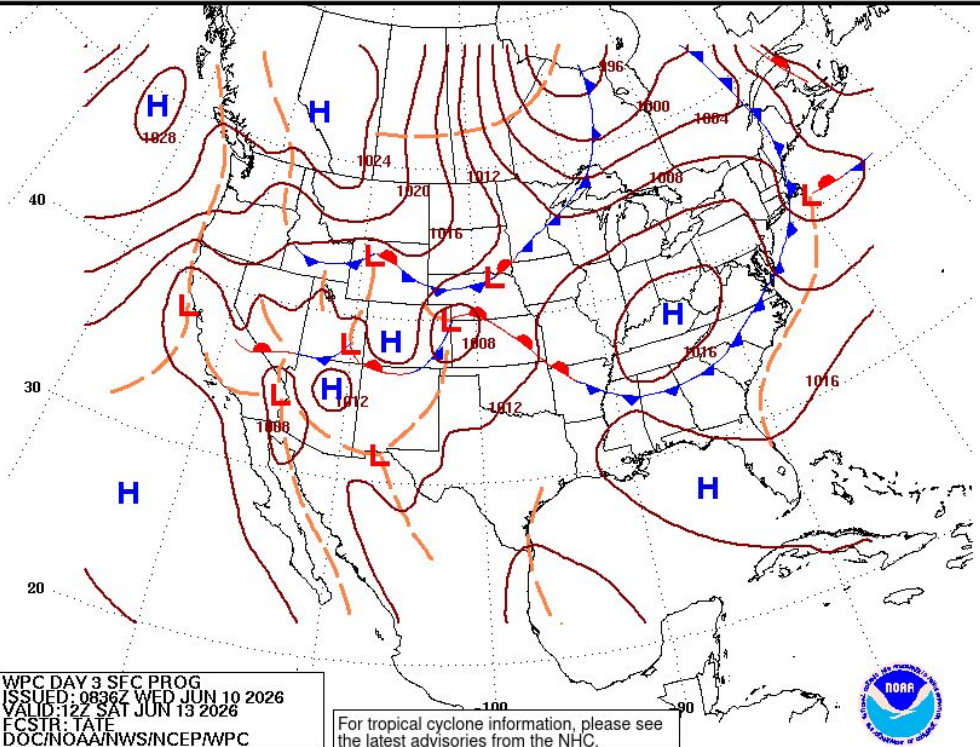 996
H
H
1028
1000
1004
1024
1012
1020
1008
40
L
1016
L
L
L
H
L
L
H
1008
1016
H
1012
1012
1016
30
L
1008
L
H
H
20
-100
-90
WPC DAY 3 SFC PROG
ISSUED: 0836Z WED JUN 10 2026
VALID:12Z SAT JUN 13 2026
FCSTR: TATE
DOC/NOAA/NWS/NCEP/WPC
For tropical cyclone information, please see
the latest advisories from the NHC.
NOAA